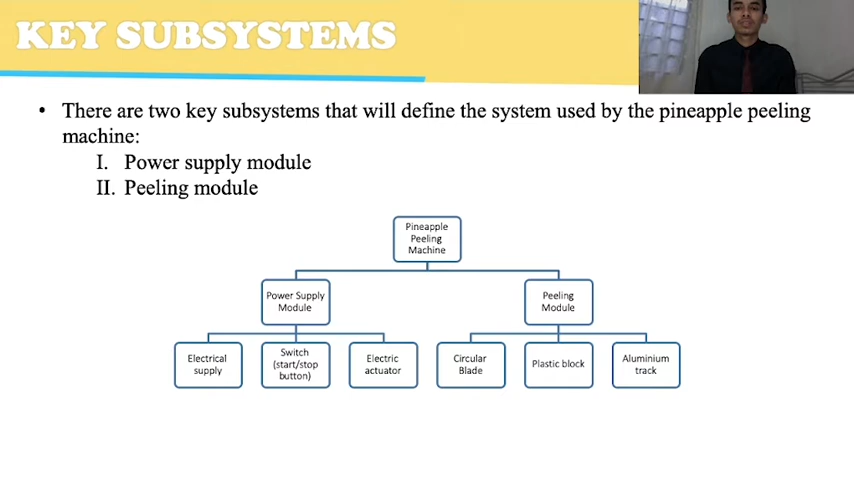 KEY SUBSYSTEMS
• There are two key subsystems that will define the system used by the pineapple peeling
machine:
I. Power supply module
II. Peeling module
Pineapple
Peeling
Machine
Power Supply
Module
Peeling
Module
Electrical
supply
Switch
(start/stop
button)
Electric
actuator
Circular
Blade
Plastic block
Aluminium
track